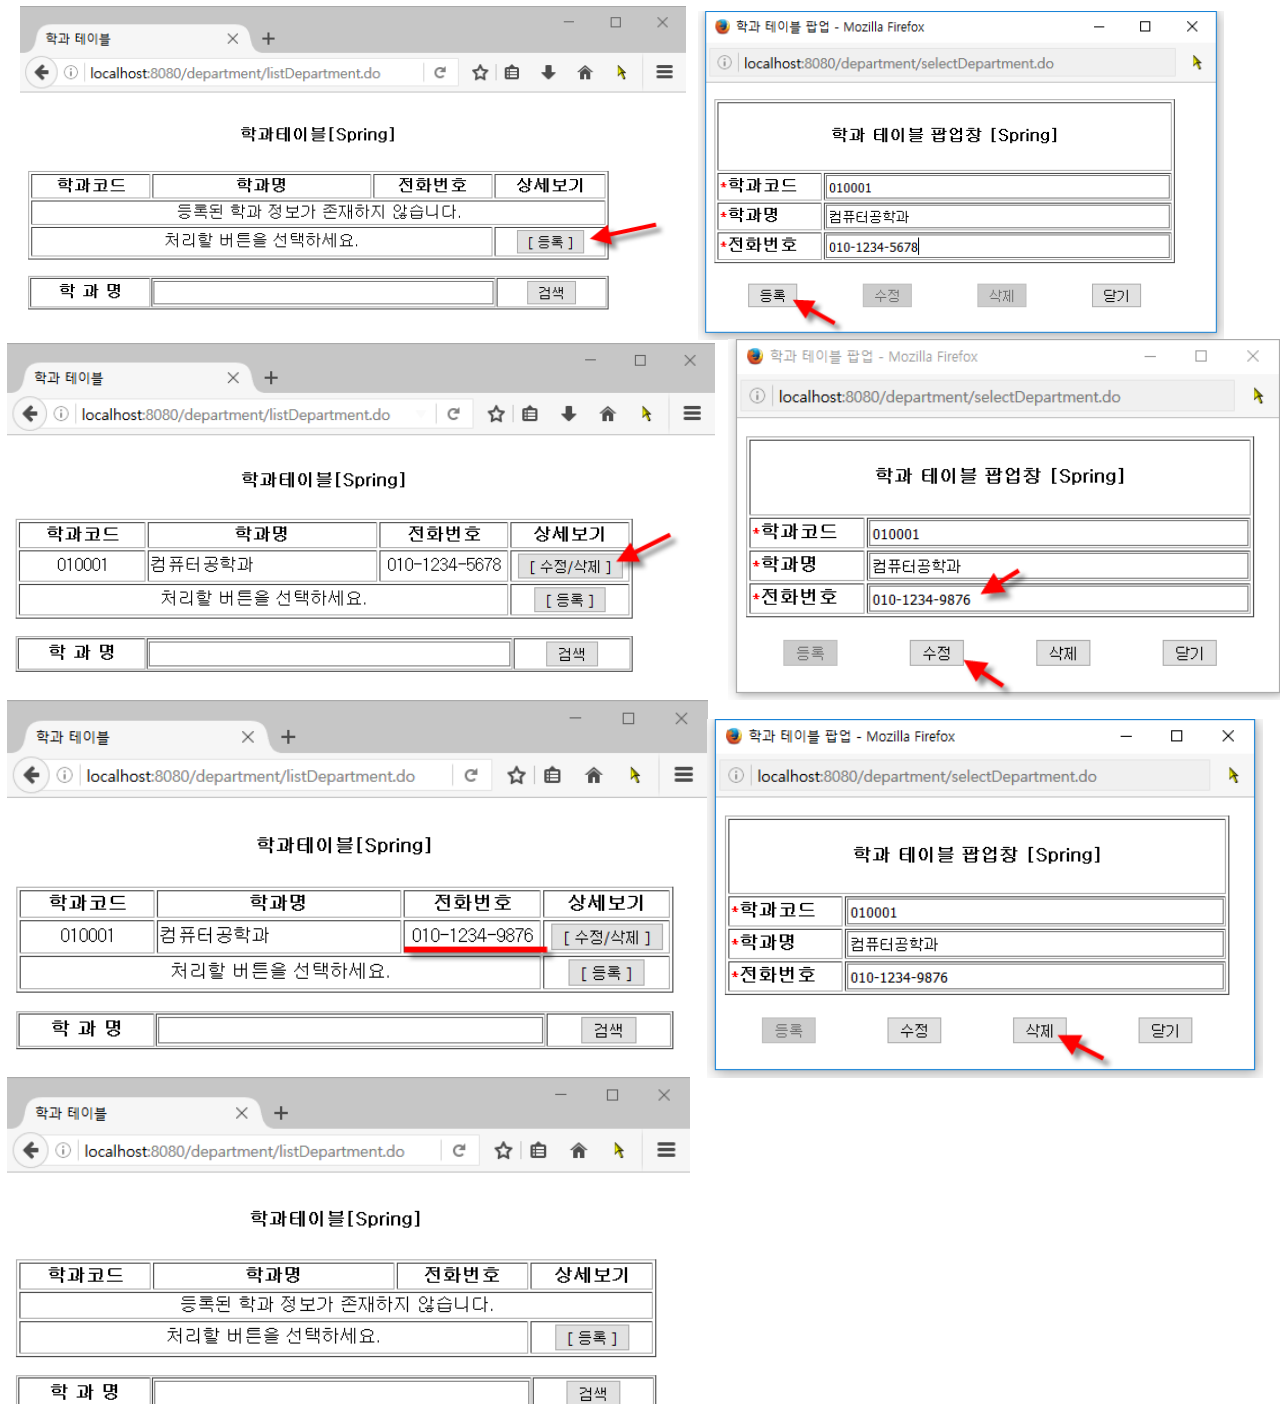 학과 테이블
localhost:8080/department/listDepartment.do
학과테이블[Spring]
학과코드 학과명 전화번호 상세보기
등록된 학과 정보가 존재하지 않습니다.
처리할 버튼을 선택하세요. [ 등록 ]
학 과 명 검색
학과 테이블 팝업 - Mozilla Firefox
localhost:8080/department/selectDepartment.do
학과 테이블 팝업창 [Spring]
*학과코드 010001
*학과명 컴퓨터공학과
*전화번호 010-1234-5678
등록 수정 삭제 닫기
학과 테이블
localhost:8080/department/listDepartment.do
학과테이블[Spring]
학과코드 학과명 전화번호 상세보기
010001 컴퓨터공학과 010-1234-5678 [ 수정/삭제 ]
처리할 버튼을 선택하세요. [ 등록 ]
학 과 명 검색
학과 테이블 팝업 - Mozilla Firefox
localhost:8080/department/selectDepartment.do
학과 테이블 팝업창 [Spring]
*학과코드 010001
*학과명 컴퓨터공학과
*전화번호 010-1234-9876
등록 수정 삭제 닫기
학과 테이블
localhost:8080/department/listDepartment.do
학과테이블[Spring]
학과코드 학과명 전화번호 상세보기
010001 컴퓨터공학과 010-1234-9876 [ 수정/삭제 ]
처리할 버튼을 선택하세요. [ 등록 ]
학 과 명 검색
학과 테이블 팝업 - Mozilla Firefox
localhost:8080/department/selectDepartment.do
학과 테이블 팝업창 [Spring]
*학과코드 010001
*학과명 컴퓨터공학과
*전화번호 010-1234-9876
등록 수정 삭제 닫기
학과 테이블
localhost:8080/department/listDepartment.do
학과테이블[Spring]
학과코드 학과명 전화번호 상세보기
등록된 학과 정보가 존재하지 않습니다.
처리할 버튼을 선택하세요. [ 등록 ]
학 과 명 검색